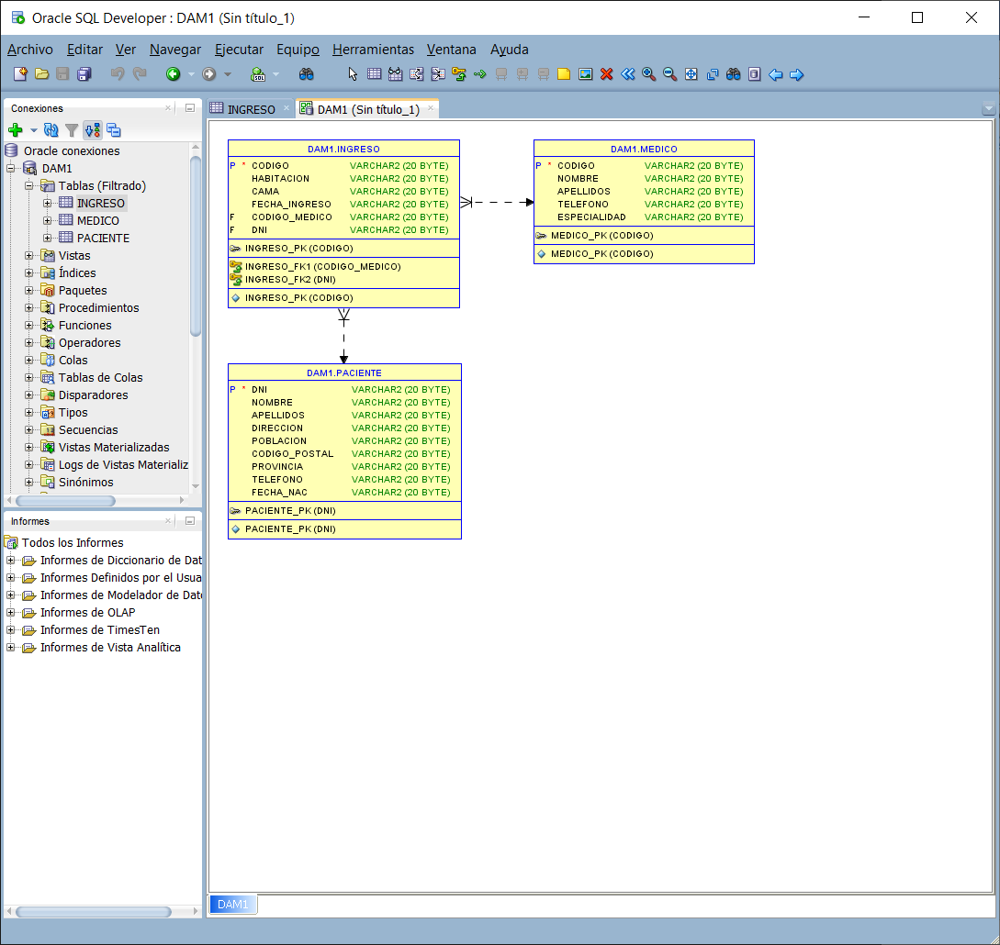 Oracle SQL Developer : DAM1 (Sin título_1)
Archivo Editar Ver Navegar Ejecutar Equipo Herramientas Ventana Ayuda
Conexiones
Oracle conexiones
DAM1
Tablas (Filtrado)
INGRESO
MEDICO
PACIENTE
Vistas
Índices
Paquetes
Procedimientos
Funciones
Operadores
Colas
Tablas de Colas
Disparadores
Tipos
Secuencias
Vistas Materializadas
Logs de Vistas Materializ
Sinónimos
Informes
Todos los Informes
Informes de Diccionario de Dat
Informes Definidos por el Usua
Informes de Modelador de Dato
Informes de OLAP
Informes de TimesTen
Informes de Vista Analítica
INGRESO DAM1 (Sin título_1)
DAM1.INGRESO
P * CODIGO VARCHAR2 (20 BYTE)
HABITACION VARCHAR2 (20 BYTE)
CAMA VARCHAR2 (20 BYTE)
FECHA_INGRESO VARCHAR2 (20 BYTE)
F CODIGO_MEDICO VARCHAR2 (20 BYTE)
F DNI VARCHAR2 (20 BYTE)
INGRESO_PK (CODIGO)
INGRESO_FK1 (CODIGO_MEDICO)
INGRESO_FK2 (DNI)
INGRESO_PK (CODIGO)
DAM1.MEDICO
P * CODIGO VARCHAR2 (20 BYTE)
NOMBRE VARCHAR2 (20 BYTE)
APELLIDOS VARCHAR2 (20 BYTE)
TELEFONO VARCHAR2 (20 BYTE)
ESPECIALIDAD VARCHAR2 (20 BYTE)
MEDICO_PK (CODIGO)
MEDICO_PK (CODIGO)
DAM1.PACIENTE
P * DNI VARCHAR2 (20 BYTE)
NOMBRE VARCHAR2 (20 BYTE)
APELLIDOS VARCHAR2 (20 BYTE)
DIRECCION VARCHAR2 (20 BYTE)
POBLACION VARCHAR2 (20 BYTE)
CODIGO_POSTAL VARCHAR2 (20 BYTE)
PROVINCIA VARCHAR2 (20 BYTE)
TELEFONO VARCHAR2 (20 BYTE)
FECHA_NAC VARCHAR2 (20 BYTE)
PACIENTE_PK (DNI)
PACIENTE_PK (DNI)
DAM1